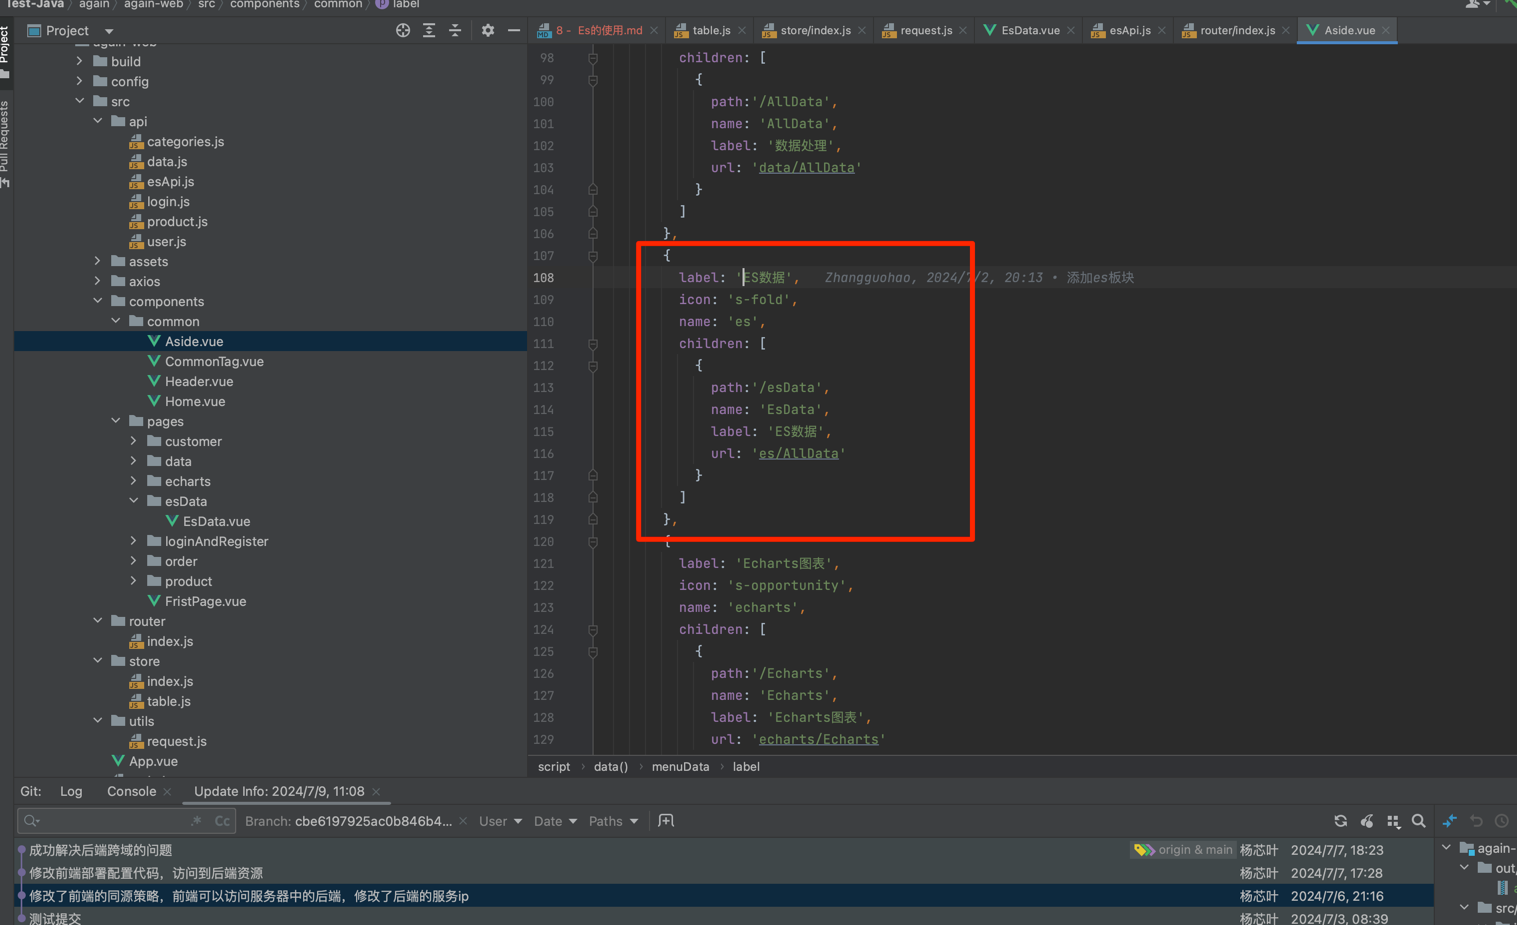 Test-Java 〉 again 〉 again-web 〉 src 〉 components 〉 common 〉 label
Project
Pull Requests
Project
8 - Es的使用.md
table.js
store/index.js
request.js
EsData.vue
esApi.js
router/index.js
Aside.vue
again-web
build
config
src
api
categories.js
data.js
esApi.js
login.js
product.js
user.js
assets
axios
components
common
Aside.vue
CommonTag.vue
Header.vue
Home.vue
pages
customer
data
echarts
esData
EsData.vue
loginAndRegister
order
product
FristPage.vue
router
index.js
store
index.js
table.js
utils
request.js
App.vue
98 children: [
99 {
100 path:'/AllData',
101 name: 'AllData',
102 label: '数据处理',
103 url: 'data/AllData'
104 }
105 ]
106 },
107 {
108 label: 'ES数据', Zhangguohao, 2024/7/2, 20:13 • 添加es板块
109 icon: 's-fold',
110 name: 'es',
111 children: [
112 {
113 path:'/esData',
114 name: 'EsData',
115 label: 'ES数据',
116 url: 'es/AllData'
117 }
118 ]
119 },
120 {
121 label: 'Echarts图表',
122 icon: 's-opportunity',
123 name: 'echarts',
124 children: [
125 {
126 path:'/Echarts',
127 name: 'Echarts',
128 label: 'Echarts图表',
129 url: 'echarts/Echarts'
script › data() › menuData › label
Git: Log Console Update Info: 2024/7/9, 11:08
.* Cc Branch: cbe6197925ac0b846b4... User Date Paths
成功解决后端跨域的问题 origin & main 杨芯叶 2024/7/7, 18:23
修改前端部署配置代码，访问到后端资源 杨芯叶 2024/7/7, 17:28
修改了前端的同源策略，前端可以访问服务器中的后端，修改了后端的服务ip 杨芯叶 2024/7/6, 21:16
测试提交 杨芯叶 2024/7/3, 08:39
again-
out,
src/